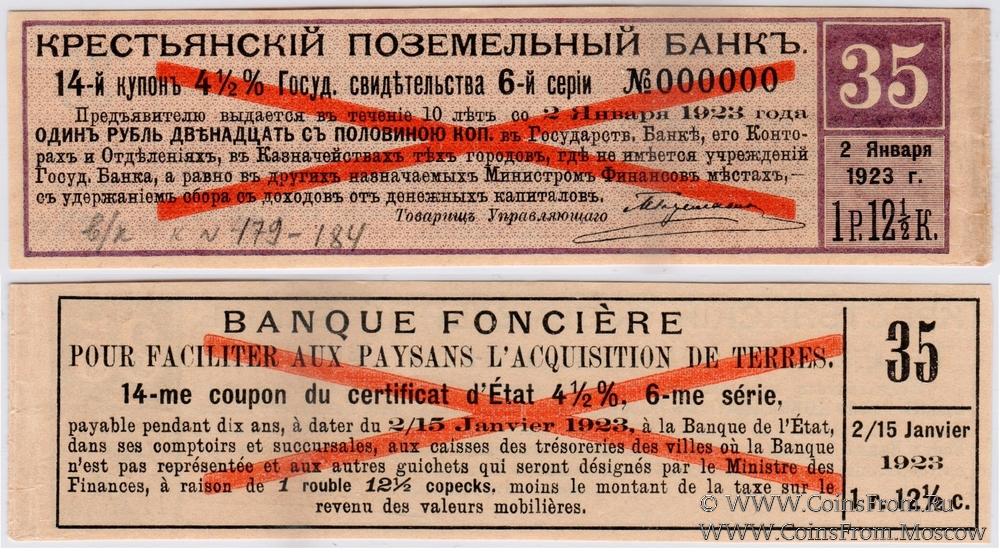 КРЕСТЬЯНСКІЙ ПОЗЕМЕЛЬНЫЙ БАНКЪ.
14-й купонъ 4½% Госуд. свидѣтельства 6-й серіи №000000
Предъявителю выдается въ теченіе 10 лѣтъ со 2 Января 1923 года
ОДИНЪ РУБЛЬ ДВѢНАДЦАТЬ СЪ ПОЛОВИНОЮ КОП. въ Государств. Банкѣ, его Конто-
рахъ и Отдѣленіяхъ, въ Казначействахъ тѣхъ городовъ, гдѣ не имѣется учрежденій
Госуд. Банка, а равно въ другихъ назначаемыхъ Министромъ Финансовъ мѣстахъ,—
съ удержаніемъ сбора съ доходовъ отъ денежныхъ капиталовъ.
Товарищъ Управляющаго
в/к к № 179-184
35
2 Января
1923 г.
1 Р. 12½ К.
BANQUE FONCIÈRE
POUR FACILITER AUX PAYSANS L'ACQUISITION DE TERRES.
14-me coupon du certificat d'État 4½%, 6-me série,
payable pendant dix ans, à dater du 2/15 Janvier 1923, à la Banque de l'État,
dans ses comptoirs et succursales, aux caisses des trésoreries des villes où la Banque
n'est pas représentée et aux autres guichets qui seront désignés par le Ministre des
Finances, à raison de 1 rouble 12½ copecks, moins le montant de la taxe sur le
revenu des valeurs mobilières.
35
2/15 Janvier
1923
1 r. 12½ c.
© WWW.CoinsFrom.Ru
WWW.CoinsFrom.Moscow